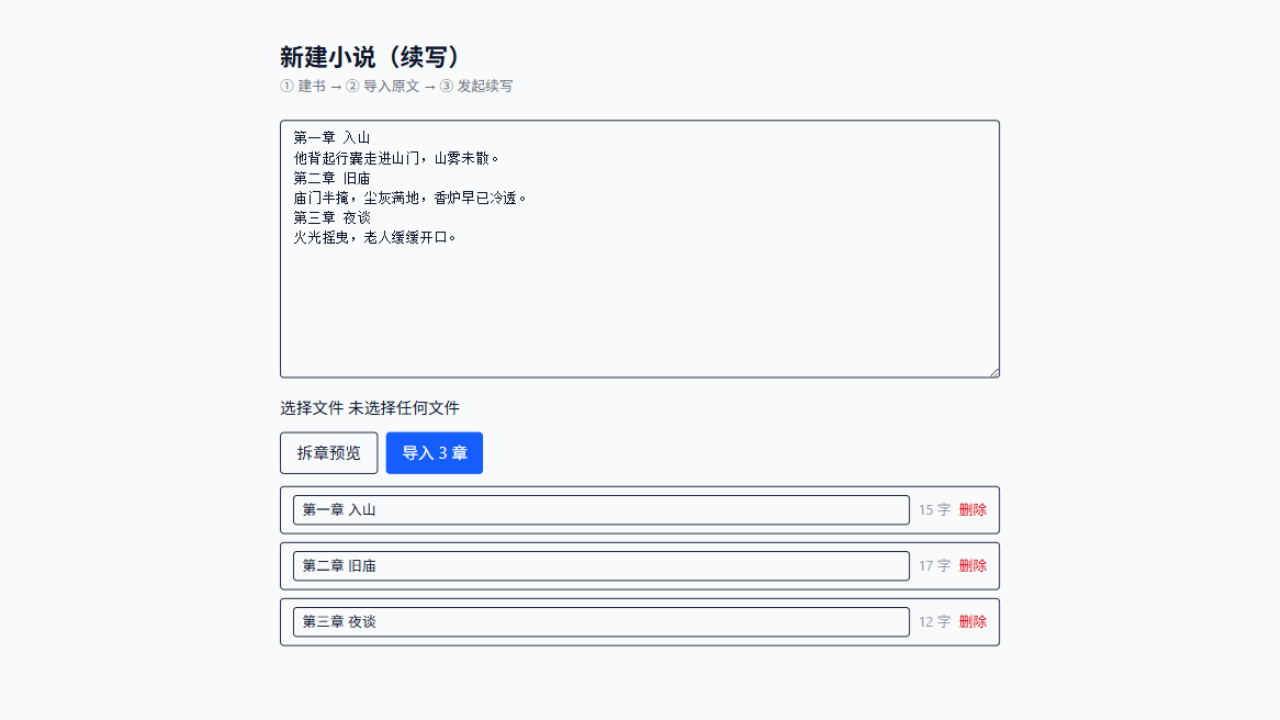 新建小说（续写）
① 建书 → ② 导入原文 → ③ 发起续写
第一章 入山
他背起行囊走进山门，山雾未散。
第二章 旧庙
庙门半掩，尘灰满地，香炉早已冷透。
第三章 夜谈
火光摇曳，老人缓缓开口。
选择文件 未选择任何文件
拆章预览 导入 3 章
第一章 入山 15 字 删除
第二章 旧庙 17 字 删除
第三章 夜谈 12 字 删除